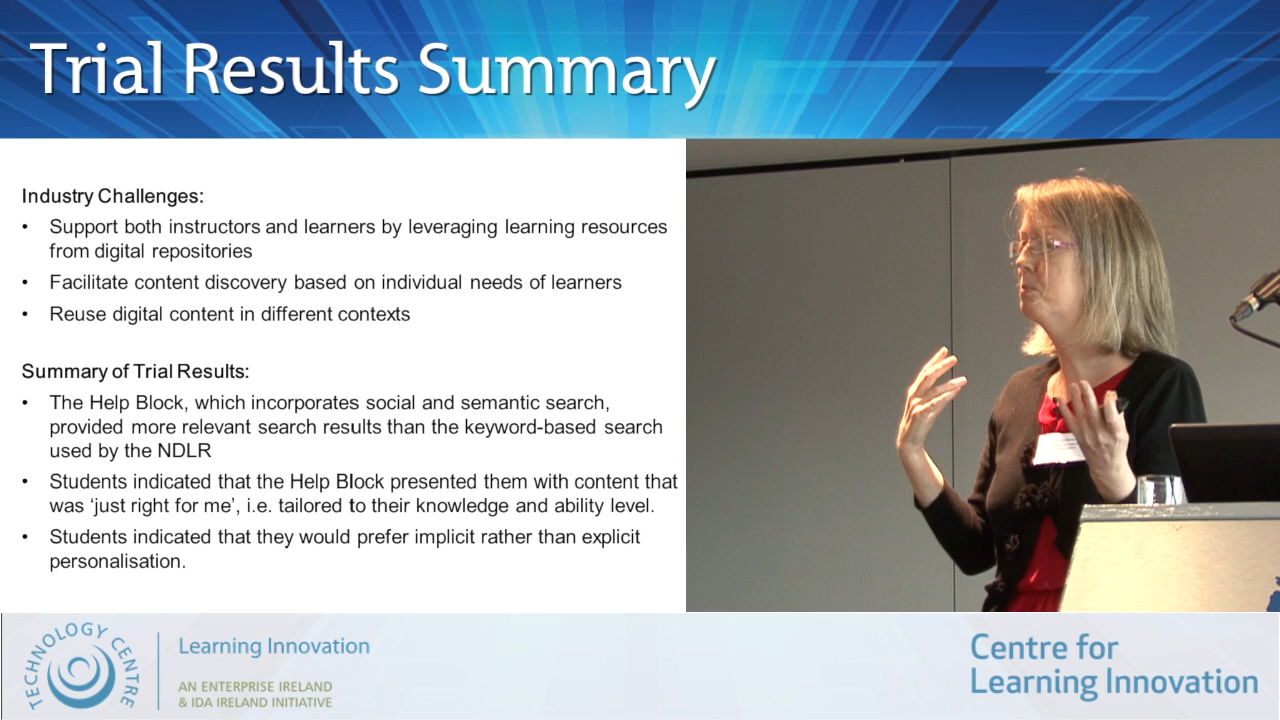 Trial Results Summary
Industry Challenges:
• Support both instructors and learners by leveraging learning resources
from digital repositories
• Facilitate content discovery based on individual needs of learners
• Reuse digital content in different contexts
Summary of Trial Results:
• The Help Block, which incorporates social and semantic search,
provided more relevant search results than the keyword-based search
used by the NDLR
• Students indicated that the Help Block presented them with content that
was ‘just right for me’, i.e. tailored to their knowledge and ability level.
• Students indicated that they would prefer implicit rather than explicit
personalisation.
TECHNOLOGY CENTRE
Learning Innovation
AN ENTERPRISE IRELAND
& IDA IRELAND INITIATIVE
Centre for
Learning Innovation